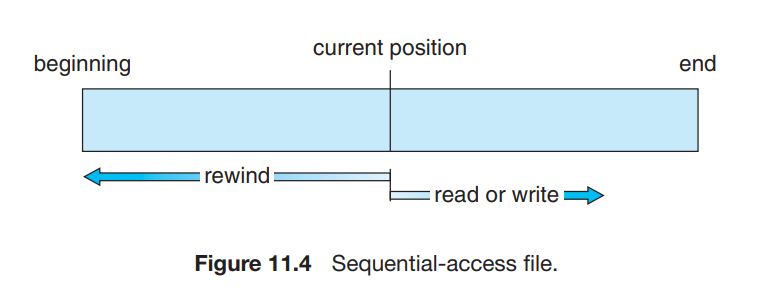 current position
beginning
end
rewind
read or write
Figure 11.4 Sequential-access file.